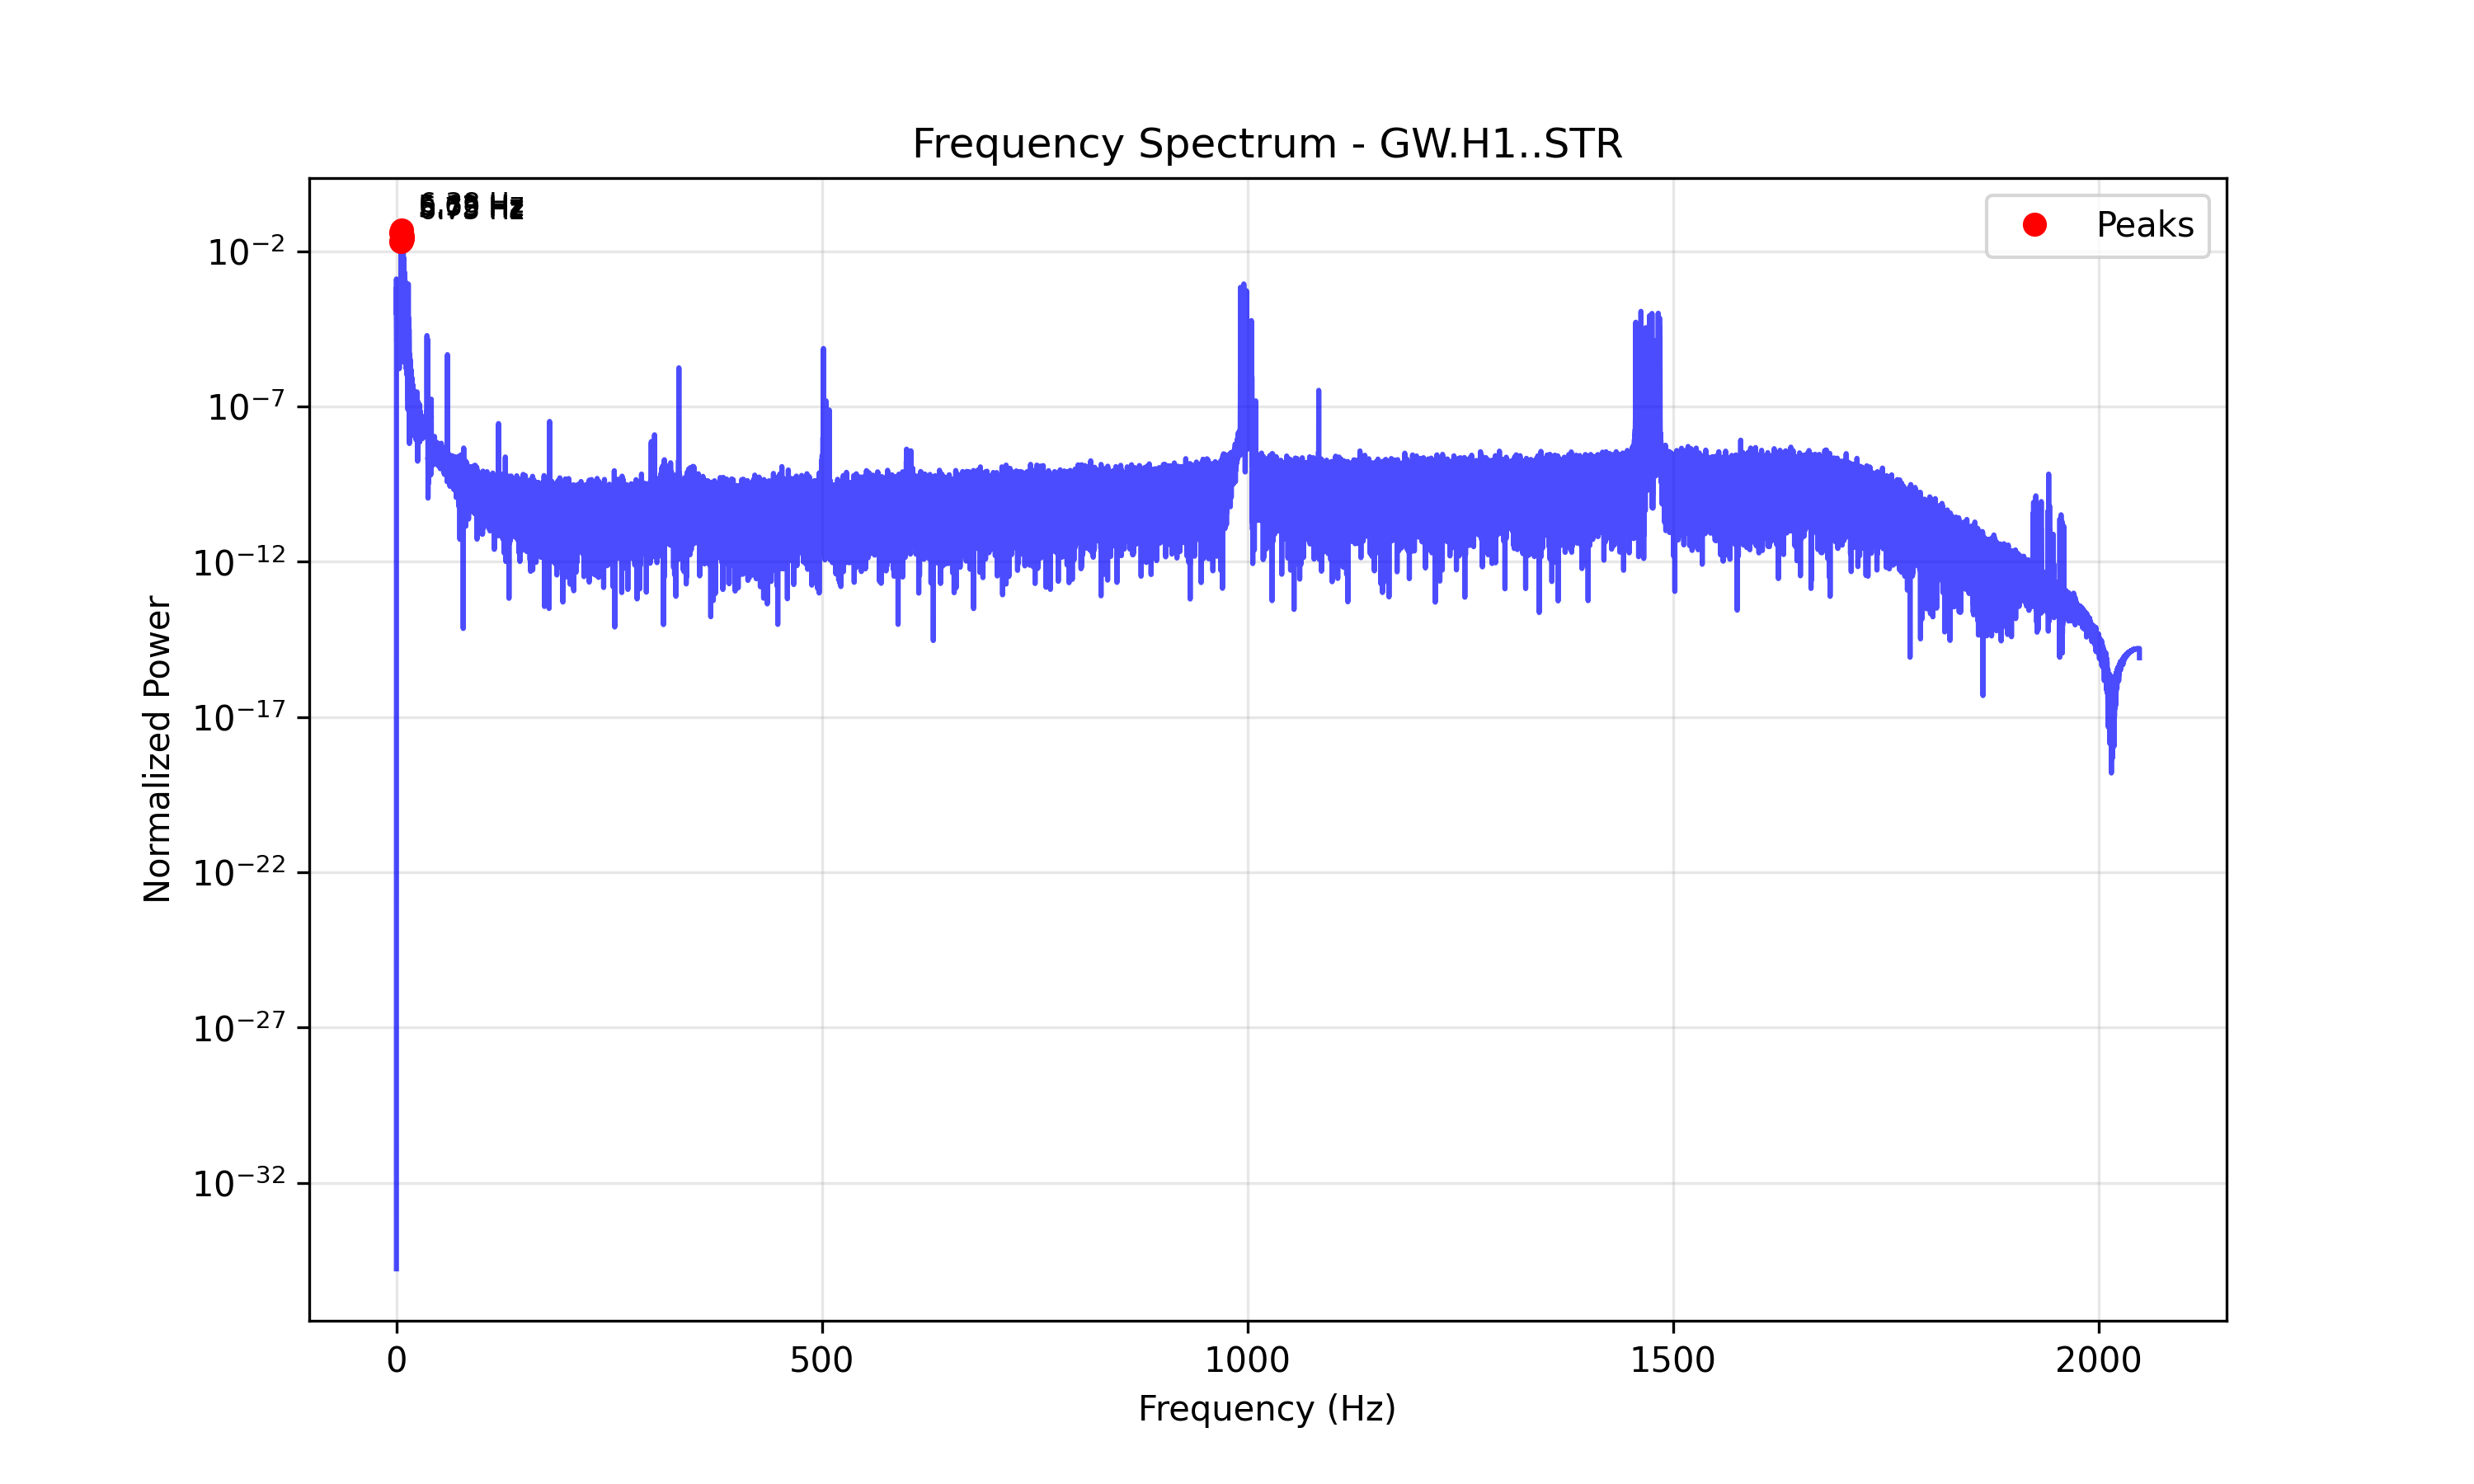 Frequency Spectrum - GW.H1..STR
Hz
Peaks
10⁻²
10⁻⁷
10⁻¹²
10⁻¹⁷
10⁻²²
10⁻²⁷
10⁻³²
Normalized Power
0 500 1000 1500 2000
Frequency (Hz)